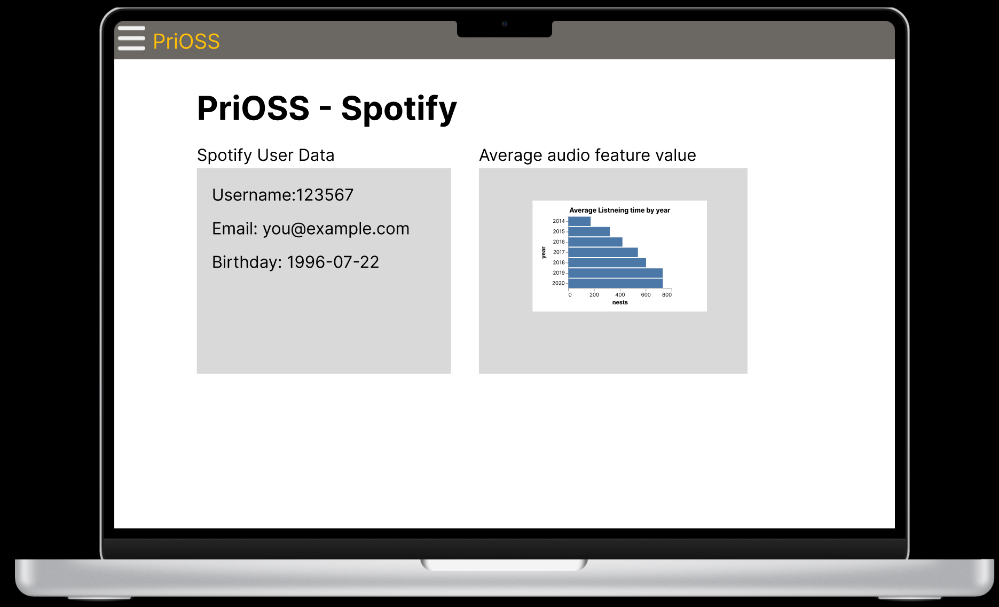 PriOSS
PriOSS - Spotify
Spotify User Data
Username:123567
Email: you@example.com
Birthday: 1996-07-22
Average audio feature value
Average Listneing time by year
year
2014
2015
2016
2017
2018
2019
2020
0 200 400 600 800
nests